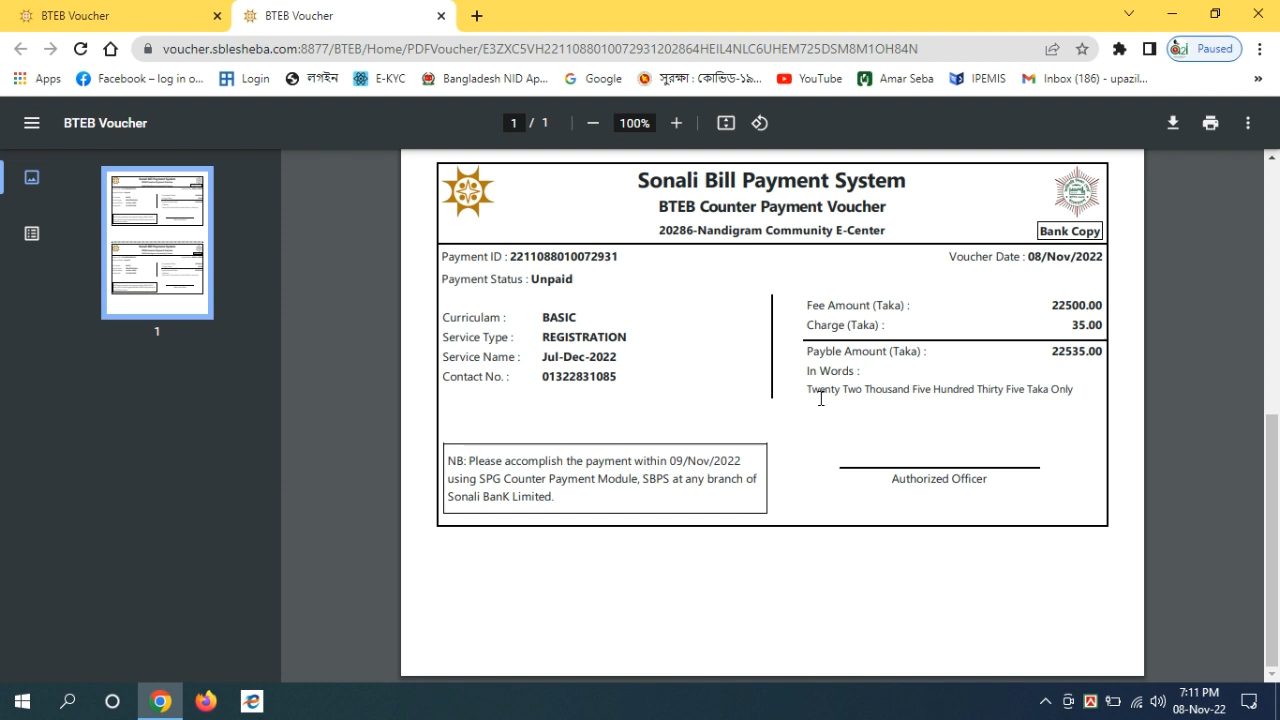 BTEB Voucher
BTEB Voucher
voucher.sblesheba.com:8877/BTEB/Home/PDFVoucher/E3ZXC5VH2211088010072931202864HEIL4NLC6UHEM725DSM8M1OH84N
Paused
Apps
Facebook – log in o...
Login
লগইন
E-KYC
Bangladesh NID Ap...
Google
সুরক্ষা : কোভিড-১৯...
YouTube
Amar Seba
IPEMIS
Inbox (186) - upazil...
»
BTEB Voucher
1 / 1
100%
1
Sonali Bill Payment System
BTEB Counter Payment Voucher
20286-Nandigram Community E-Center
Bank Copy
Payment ID : 2211088010072931
Voucher Date : 08/Nov/2022
Payment Status : Unpaid
Curriculam : BASIC
Service Type : REGISTRATION
Service Name : Jul-Dec-2022
Contact No. : 01322831085
Fee Amount (Taka) : 22500.00
Charge (Taka) : 35.00
Payble Amount (Taka) : 22535.00
In Words :
Twenty Two Thousand Five Hundred Thirty Five Taka Only
NB: Please accomplish the payment within 09/Nov/2022
using SPG Counter Payment Module, SBPS at any branch of
Sonali BanK Limited.
Authorized Officer
7:11 PM
08-Nov-22